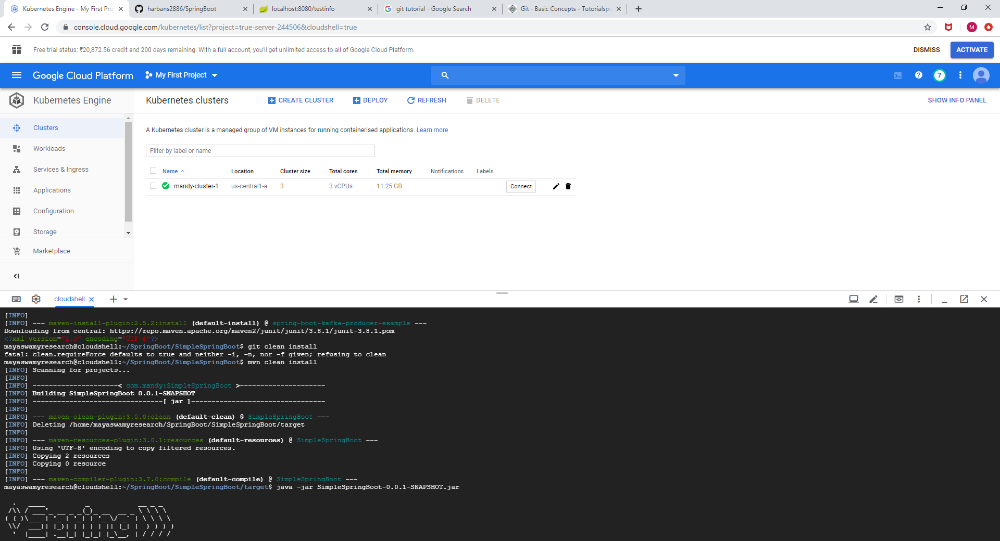 Kubernetes Engine - My First Pro
harbans2886/SpringBoot
localhost:8080/testinfo
git tutorial - Google Search
Git - Basic Concepts - Tutorialspo
console.cloud.google.com/kubernetes/list?project=true-server-244506&cloudshell=true
M
Free trial status: ₹20,872.56 credit and 200 days remaining. With a full account, you'll get unlimited access to all of Google Cloud Platform.
DISMISS
ACTIVATE
Google Cloud Platform
My First Project
7
Kubernetes Engine
Kubernetes clusters
CREATE CLUSTER
DEPLOY
REFRESH
DELETE
SHOW INFO PANEL
Clusters
Workloads
Services & Ingress
Applications
Configuration
Storage
Marketplace
A Kubernetes cluster is a managed group of VM instances for running containerised applications. Learn more
Filter by label or name
Name Location Cluster size Total cores Total memory Notifications Labels
mandy-cluster-1 us-central1-a 3 3 vCPUs 11.25 GB Connect
cloudshell
[INFO]
[INFO] --- maven-install-plugin:2.5.2:install (default-install) @ spring-boot-kafka-producer-example ---
Downloading from central: https://repo.maven.apache.org/maven2/junit/junit/3.8.1/junit-3.8.1.pom
<?xml version="1.0" encoding="UTF-8"?>
mayaswamyresearch@cloudshell:~/SpringBoot/SimpleSpringBoot$ git clean install
fatal: clean.requireForce defaults to true and neither -i, -n, nor -f given; refusing to clean
mayaswamyresearch@cloudshell:~/SpringBoot/SimpleSpringBoot$ mvn clean install
[INFO] Scanning for projects...
[INFO]
[INFO] ---------------------< com.mandy:SimpleSpringBoot >---------------------
[INFO] Building SimpleSpringBoot 0.0.1-SNAPSHOT
[INFO] --------------------------------[ jar ]---------------------------------
[INFO]
[INFO] --- maven-clean-plugin:3.0.0:clean (default-clean) @ SimpleSpringBoot ---
[INFO] Deleting /home/mayaswamyresearch/SpringBoot/SimpleSpringBoot/target
[INFO]
[INFO] --- maven-resources-plugin:3.0.1:resources (default-resources) @ SimpleSpringBoot ---
[INFO] Using 'UTF-8' encoding to copy filtered resources.
[INFO] Copying 2 resources
[INFO] Copying 0 resource
[INFO]
[INFO] --- maven-compiler-plugin:3.7.0:compile (default-compile) @ SimpleSpringBoot ---
mayaswamyresearch@cloudshell:~/SpringBoot/SimpleSpringBoot/target$ java -jar SimpleSpringBoot-0.0.1-SNAPSHOT.jar
Spring